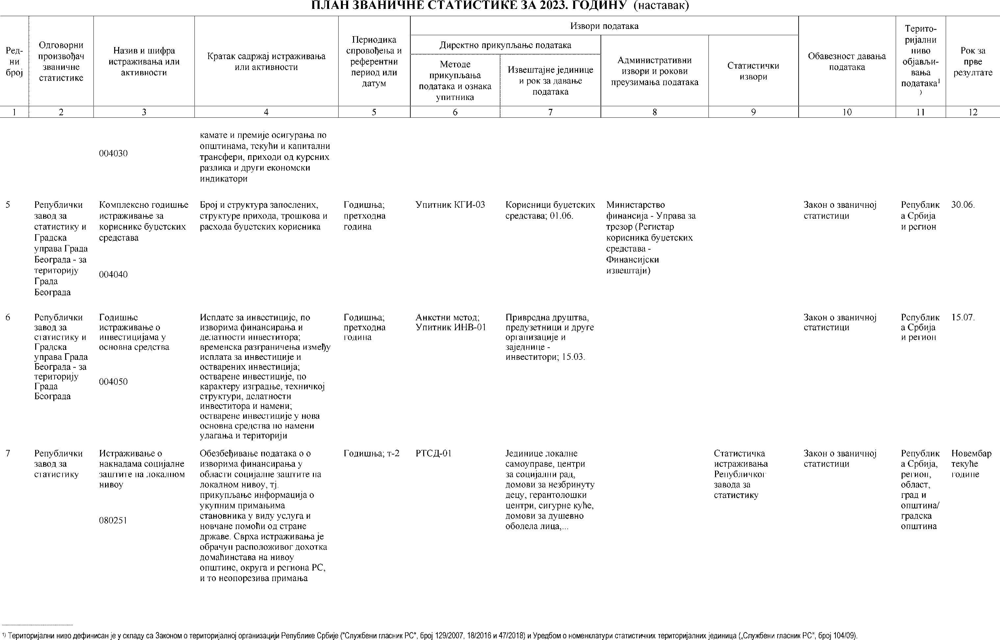 ПЛАН ЗВАНИЧНЕ СТАТИСТИКЕ ЗА 2023. ГОДИНУ (наставак)
Ред-
ни
број
Одговорни
произвођач
званичне
статистике
Назив и шифра
истраживања или
активности
Кратак садржај истраживања
или активности
Периодика
спровођења и
референтни
период или
датум
Извори података
Директно прикупљање података
Методе
прикупљања
података и ознака
упитника
Извештајне јединице
и рок за давање
података
Административни
извори и рокови
преузимања података
Статистички
извори
Обавезност давања
података
Терито-
ријални
ниво
објављи-
вања
података1
)
Рок за
прве
резултате
1 2 3 4 5 6 7 8 9 10 11 12
004030
камате и премије осигурања по
општинама, текући и капитални
трансфери, приходи од курсних
разлика и други економски
индикатори
5
Републички
завод за
статистику и
Градска
управа Града
Београда - за
територију
Града
Београда
Комплексно годишње
истраживање за
кориснике буџетских
средстава
004040
Број и структура запослених,
структуре прихода, трошкова и
расхода буџетских корисника
Годишња;
претходна
година
Упитник КГИ-03
Корисници буџетских
средстава; 01.06.
Министарство
финансија - Управа за
трезор (Регистар
корисника буџетских
средстава -
Финансијски
извештаји)
Закон о званичној
статистици
Републик
а Србија
и регион
30.06.
6
Републички
завод за
статистику и
Градска
управа Града
Београда - за
територију
Града
Београда
Годишње
истраживање о
инвестицијама у
основна средства
004050
Исплате за инвестиције, по
изворима финансирања и
делатности инвеститора;
временска разграничења између
исплата за инвестиције и
остварених инвестиција;
остварене инвестиције, по
карактеру изградње, техничкој
структури, делатности
инвеститора и намени;
остварене инвестиције у нова
основна средства по намени
улагања и територији
Годишња;
претходна
година
Анкетни метод;
Упитник ИНВ-01
Привредна друштва,
предузетници и друге
организације и
заједнице -
инвеститори; 15.03.
Закон о званичној
статистици
Републик
а Србија
и регион
15.07.
7
Републички
завод за
статистику
Истраживање о
накнадама социјалне
заштите на локалном
нивоу
080251
Обезбеђивање података о о
изворима финансирања у
области социјалне заштите на
локалном нивоу, тј.
прикупљање информација о
укупним примањима
становника у виду услуга и
новчане помоћи од стране
државе. Сврха истраживања је
обрачун расположивог дохотка
домаћинстава на нивоу
општине, округа и региона РС,
и то неопорезива примања
Годишња; т-2
РТСД-01
Јединице локалне
самоуправе, центри
за социјални рад,
домови за незбринуту
децу, герантолошки
центри, сигурне куће,
домови за душевно
оболела лица,...
Статистичка
истраживања
Републичког
завода за
статистику
Закон о званичној
статистици
Републик
а Србија,
регион,
област,
град и
општина/
градска
општина
Новембар
текуће
године
1) Територијални ниво дефинисан је у складу са Законом о територијалној организацији Републике Србије ("Службени гласник РС", број 129/2007, 18/2016 и 47/2018) и Уредбом о номенклатури статистичких територијалних јединица („Службени гласник РС", број 104/09).